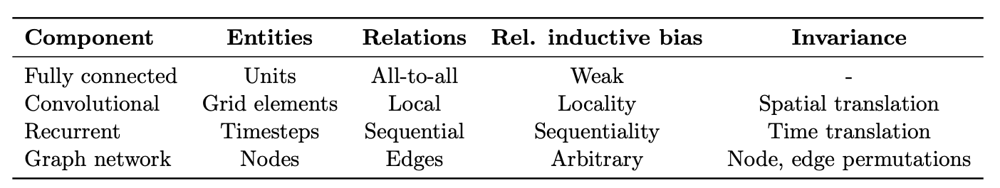 Component Entities Relations Rel. inductive bias Invariance
Fully connected Units All-to-all Weak -
Convolutional Grid elements Local Locality Spatial translation
Recurrent Timesteps Sequential Sequentiality Time translation
Graph network Nodes Edges Arbitrary Node, edge permutations